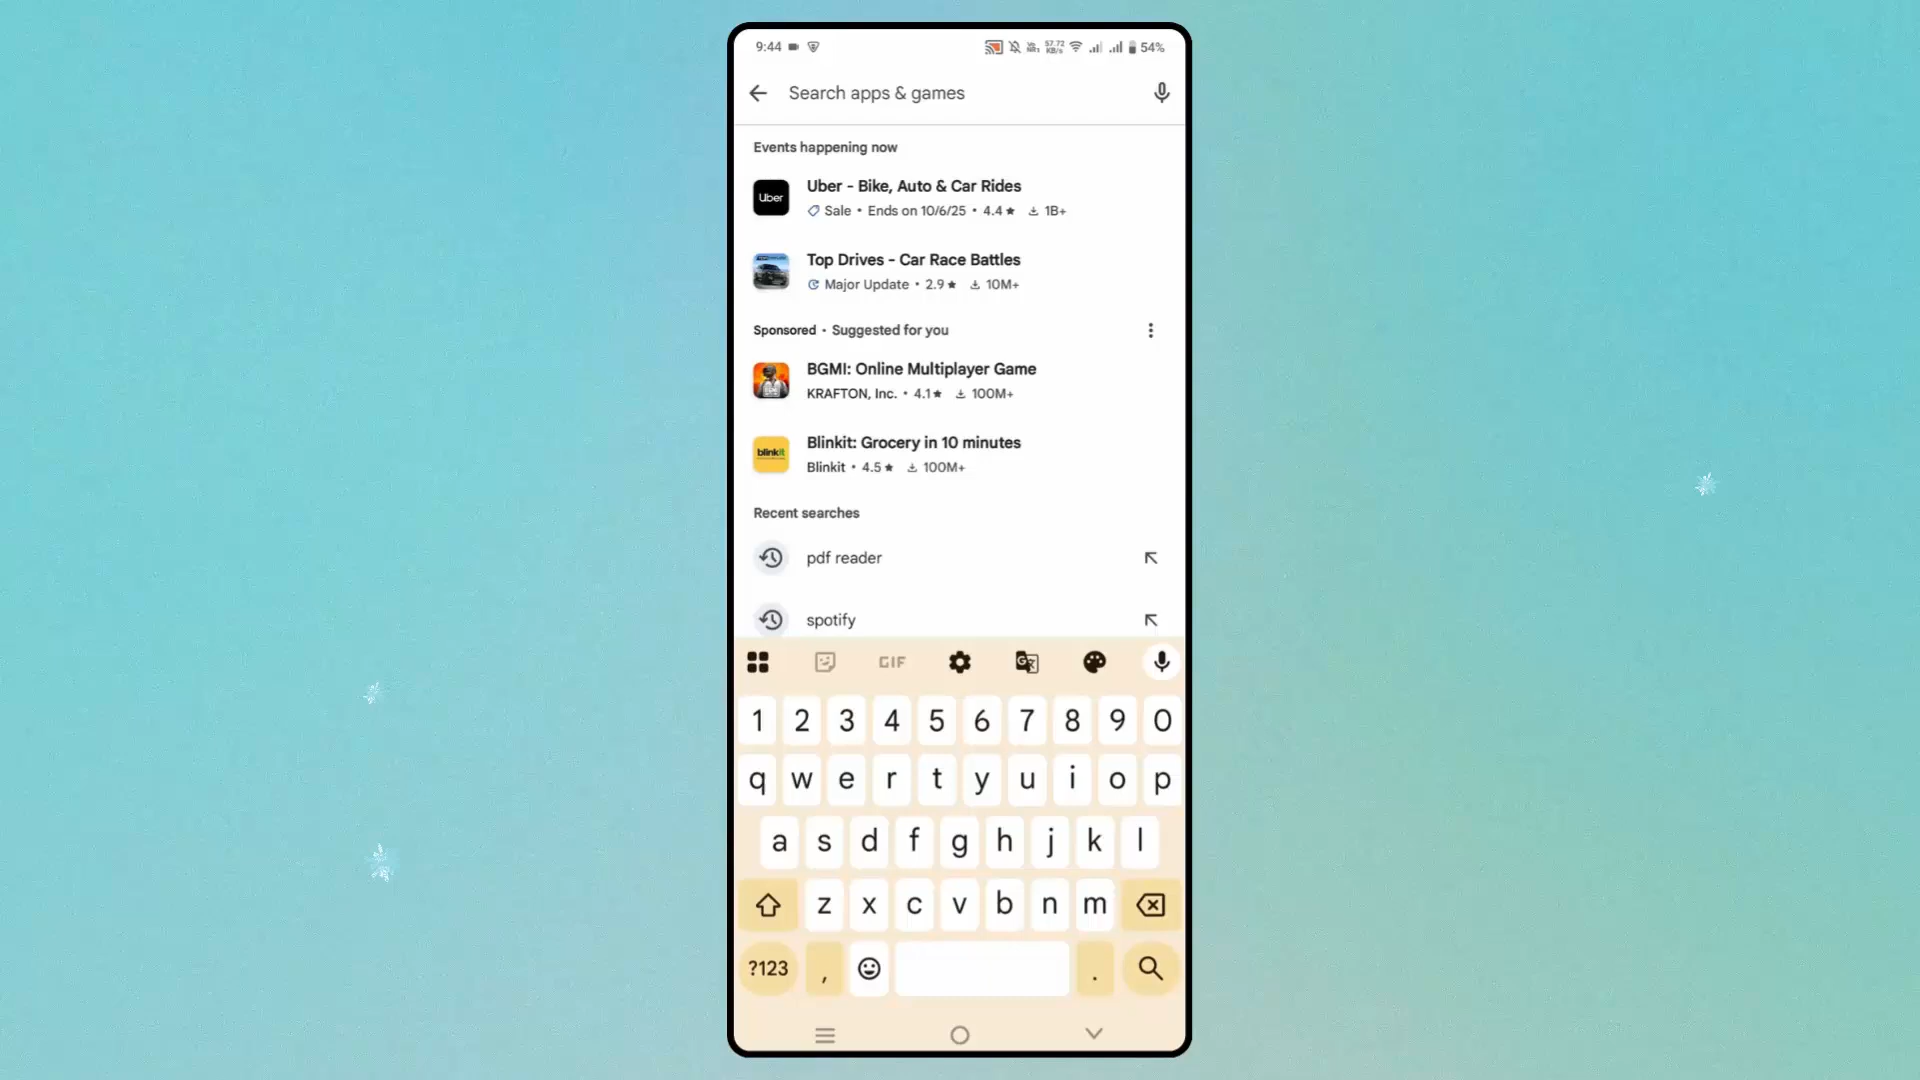 9:44 57.72 KB/s 54%
Search apps & games
Events happening now
Uber
Uber - Bike, Auto & Car Rides
Sale • Ends on 10/6/25 • 4.4★ 1B+
Top Drives - Car Race Battles
Major Update • 2.9★ 10M+
Sponsored • Suggested for you
BGMI: Online Multiplayer Game
KRAFTON, Inc. • 4.1★ 100M+
blinkit
Blinkit: Grocery in 10 minutes
Blinkit • 4.5★ 100M+
Recent searches
pdf reader
spotify
GIF
1 2 3 4 5 6 7 8 9 0
q w e r t y u i o p
a s d f g h j k l
z x c v b n m
?123 , .